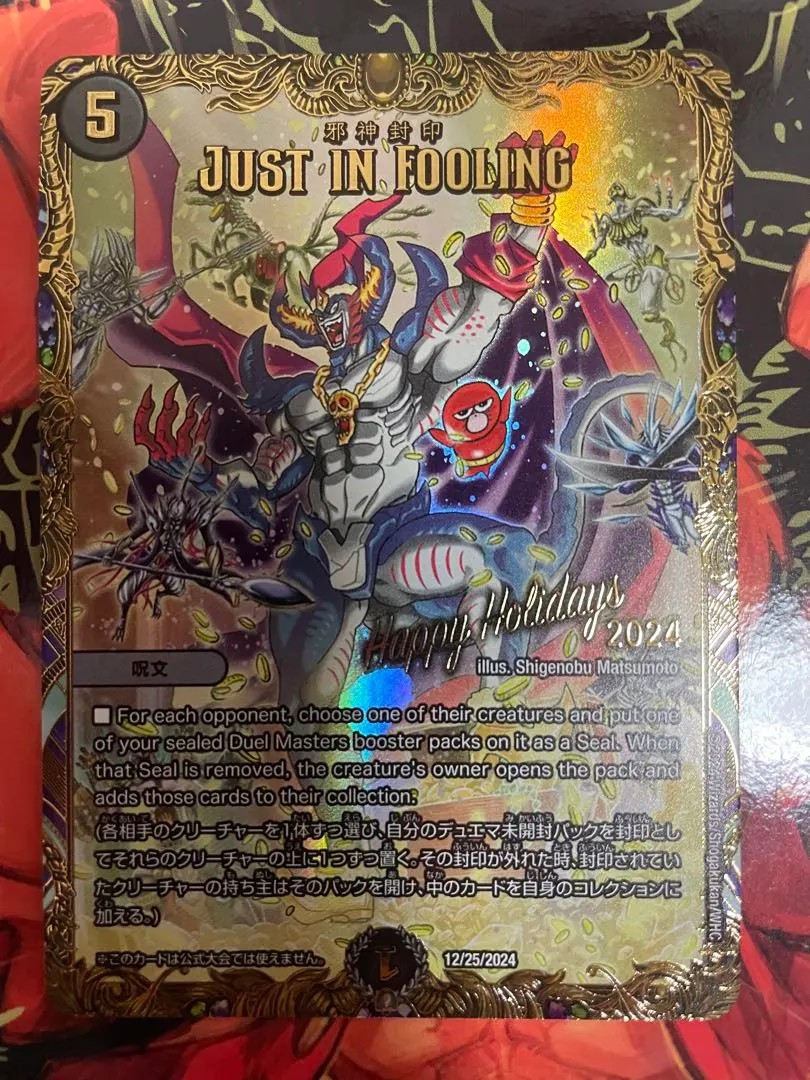 5
邪神封印
JUST IN FOOLING
Happy Holidays
2024
illus. Shigenobu Matsumoto
呪文
■ For each opponent, choose one of their creatures and put one
of your sealed Duel Masters booster packs on it as a Seal. When
that Seal is removed, the creature's owner opens the pack and
adds those cards to their collection.
(各相手のクリーチャーを1体ずつ選び、自分のデュエマ未開封パックを封印とし
てそれらのクリーチャーの上に1つずつ置く。その封印が外れた時、封印されてい
たクリーチャーの持ち主はそのパックを開け、中のカードを自身のコレクションに
加える。)
※このカードは公式大会では使えません。
L
12/25/2024
Wizards/Shogakukan/WHC